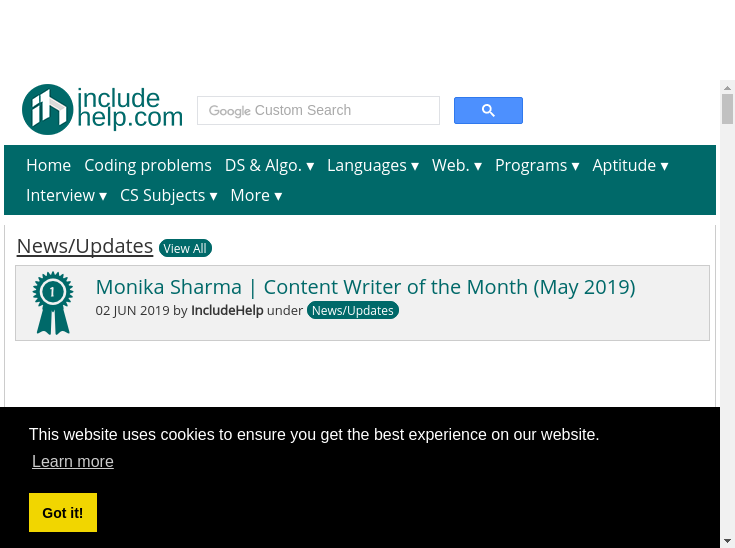 include
help.com
Google Custom Search
Home Coding problems DS & Algo. ▾ Languages ▾ Web. ▾ Programs ▾ Aptitude ▾
Interview ▾ CS Subjects ▾ More ▾
News/Updates View All
1
Monika Sharma | Content Writer of the Month (May 2019)
02 JUN 2019 by IncludeHelp under News/Updates
This website uses cookies to ensure you get the best experience on our website.
Learn more
Got it!